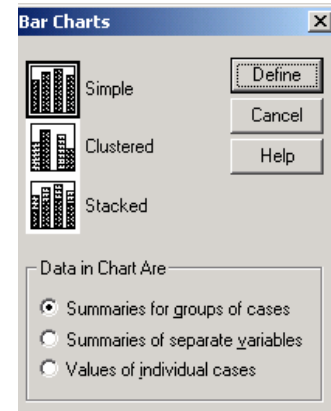 Bar Charts
Simple
Define
Cancel
Clustered
Help
Stacked
Data in Chart Are
Summaries for groups of cases
Summaries of separate variables
Values of individual cases